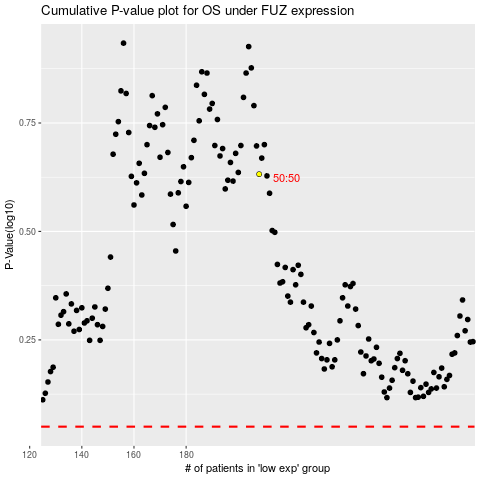 Cumulative P-value plot for OS under FUZ expression
P-Value(log10)
0.75
0.50
0.25
50:50
120 140 160 180
# of patients in 'low exp' group